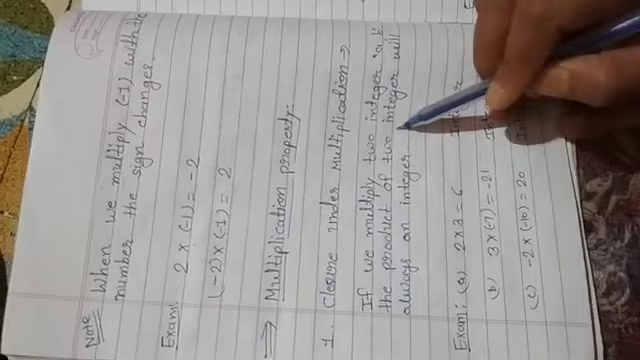 Note When we multiply (-1) with the
number the sign changes.
Exam: 2 × (-1) = -2
(-2) × (-1) = 2
⇒ Multiplication property:-
1. Closure under Multiplication ⇒
If we multiply two integer 'a b'
the product of two integer will
always an integer.
Exam: (a) 2 × 3 = 6
(b) 3 × (-7) = -21
(c) -2 × (-10) = 20